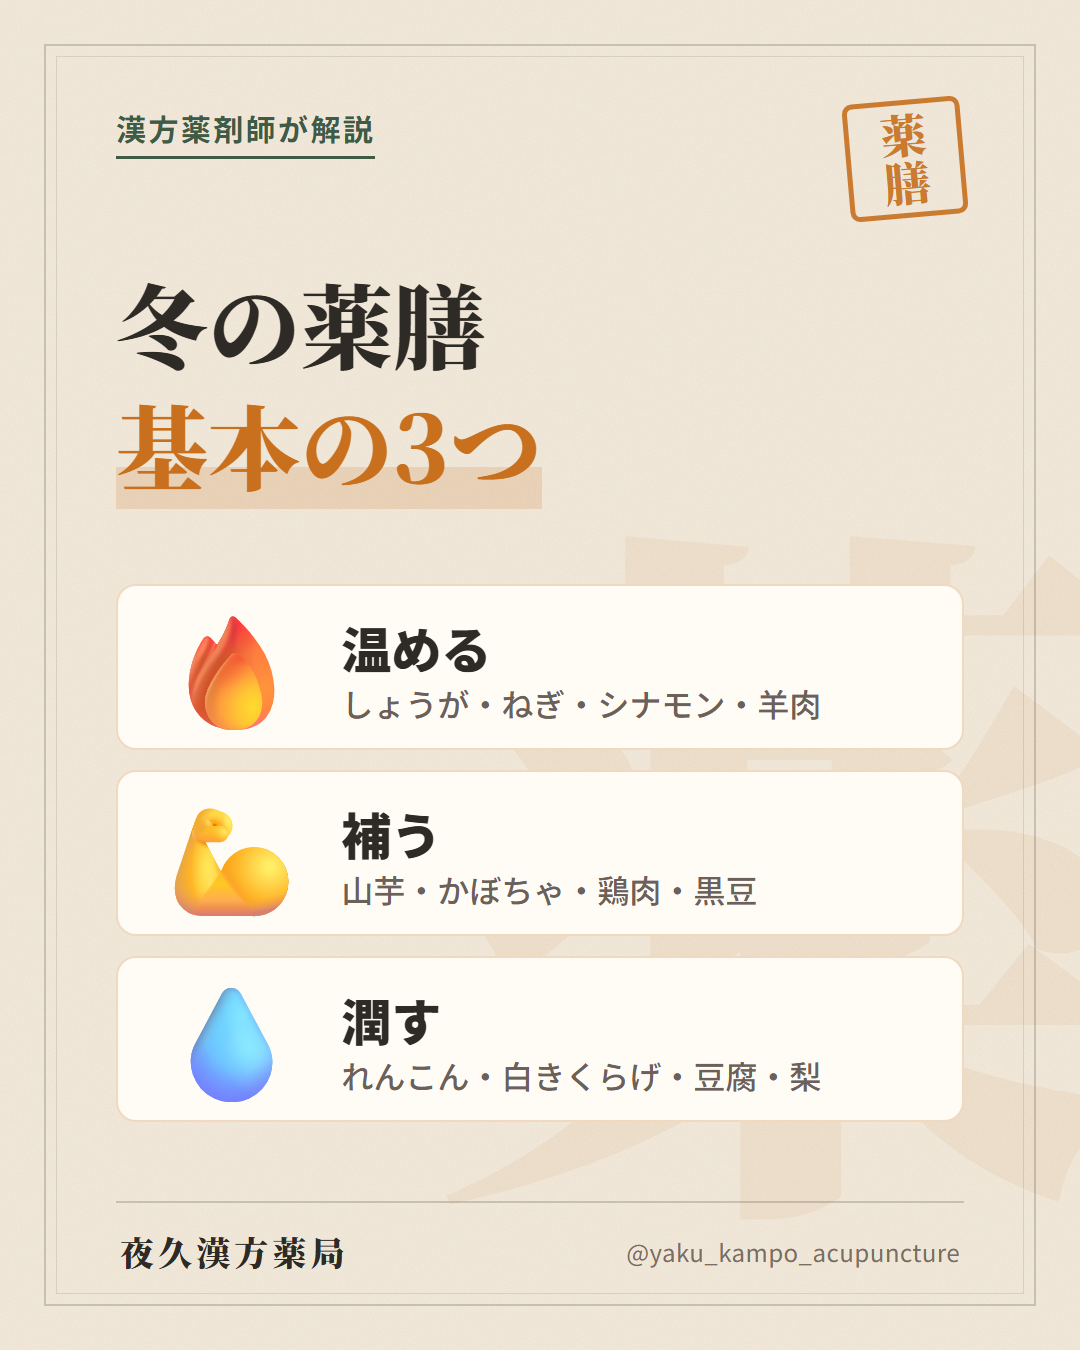 漢方薬剤師が解説
薬
膳
冬の薬膳
基本の3つ
温める
しょうが・ねぎ・シナモン・羊肉
補う
山芋・かぼちゃ・鶏肉・黒豆
潤す
れんこん・白きくらげ・豆腐・梨
夜久漢方薬局
@yaku_kampo_acupuncture